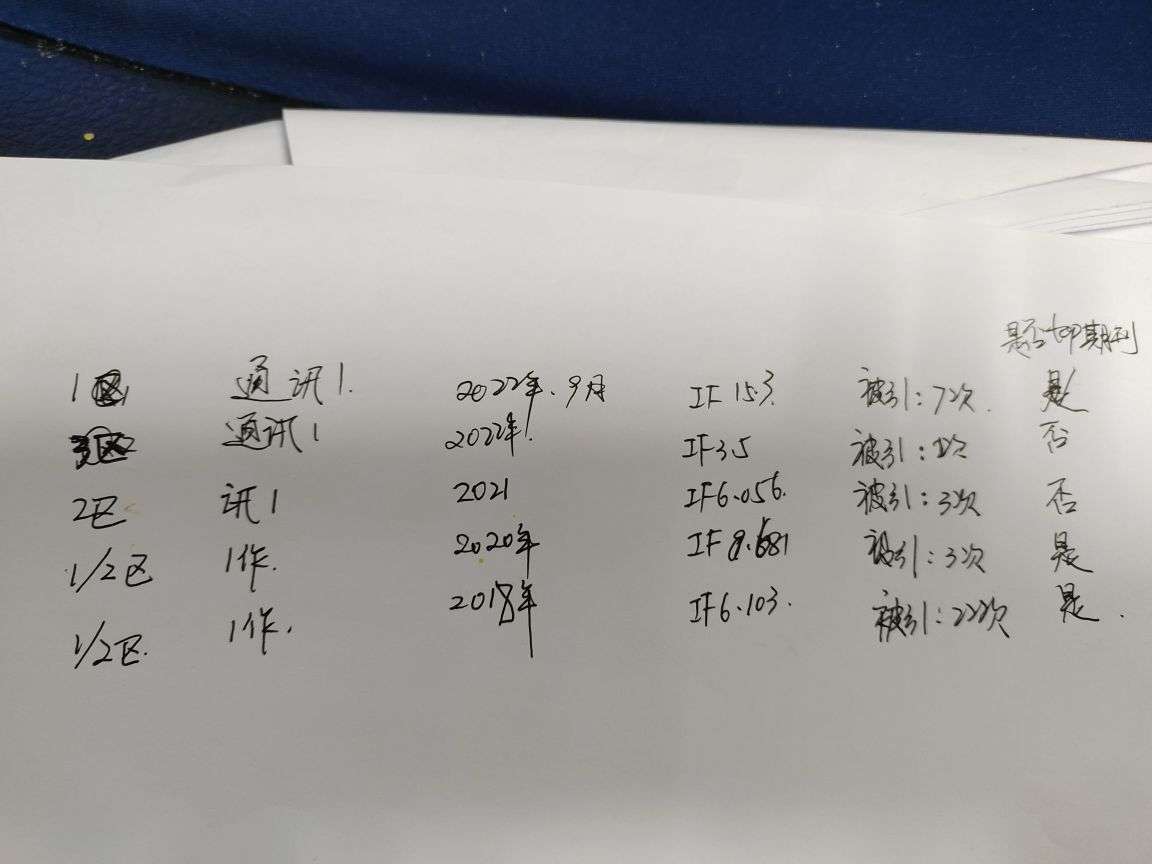 是否top期刊
1区 通讯1. 2022年.9月 IF 15.3 被引:7次. 是
3区 通讯1 2022年. IF3.5 被引: 次 否
2区 讯1 2021 IF6.056. 被引:3次 否
1/2区 1作. 2020年 IF .681 被引:3次 是
1/2区. 1作. 2018年 IF6.103. 被引:222次 是.